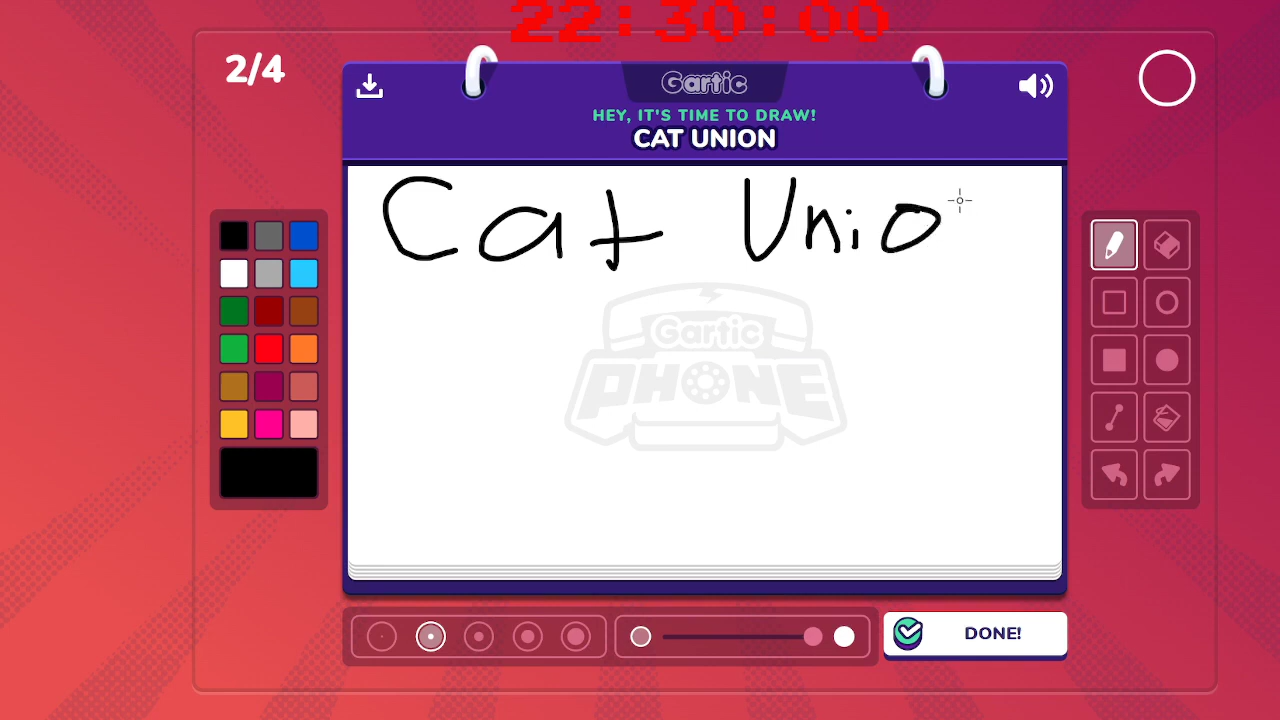 22:30:00
2/4
Gartic
HEY, IT'S TIME TO DRAW!
CAT UNION
Cat Unio
Gartic
PHONE
DONE!